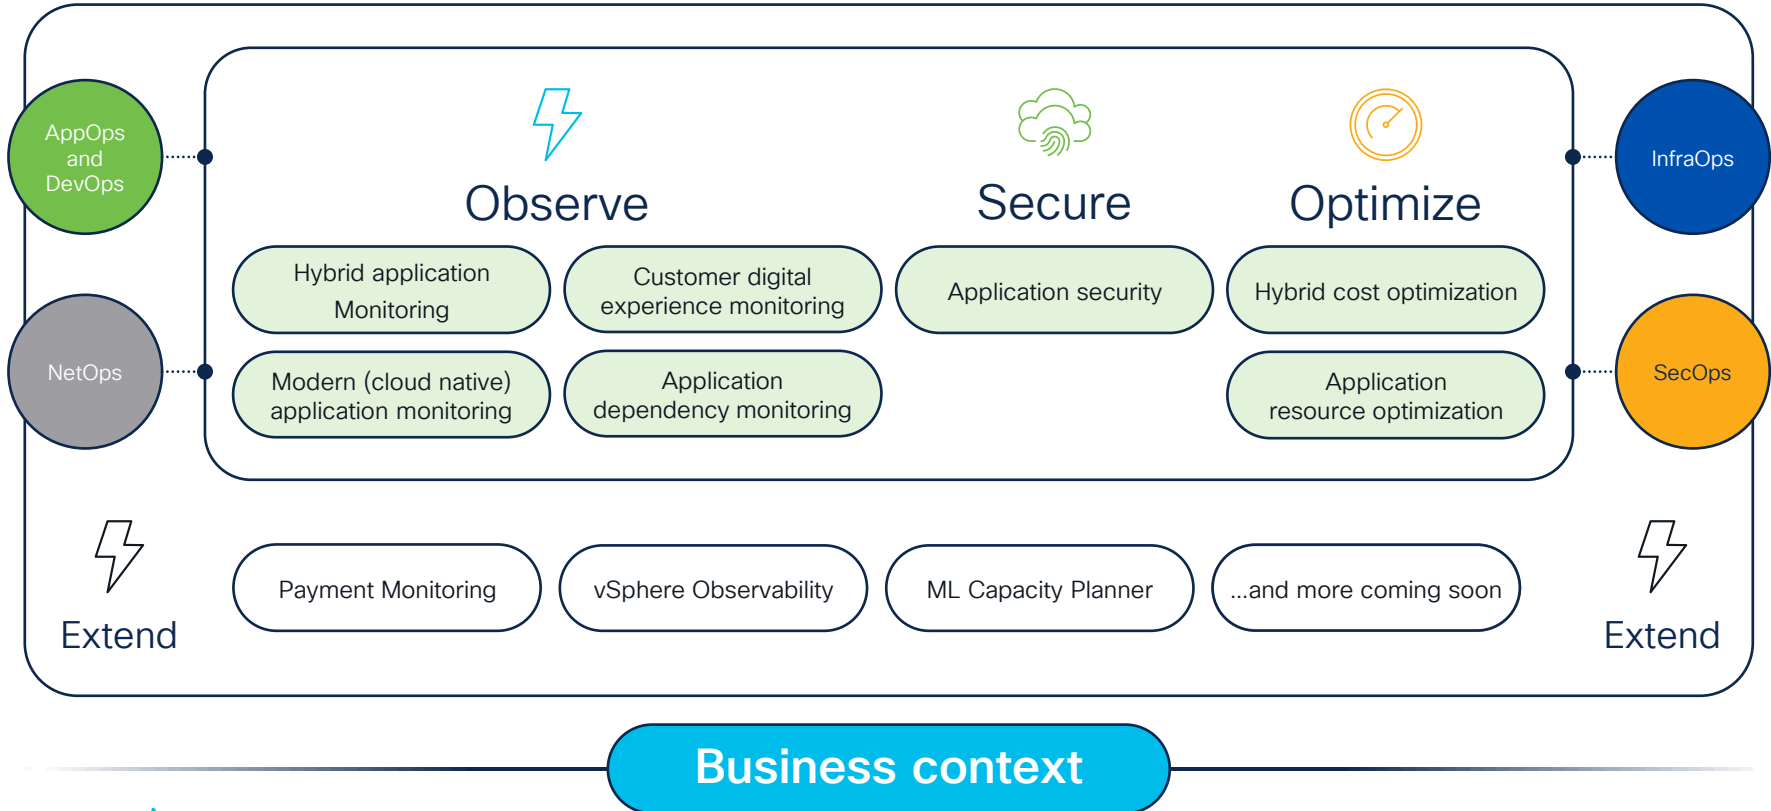 AppOps
and
DevOps
NetOps
Observe
Secure
Optimize
Hybrid application
Monitoring
Customer digital
experience monitoring
Application security
Hybrid cost optimization
Modern (cloud native)
application monitoring
Application
dependency monitoring
Application
resource optimization
InfraOps
SecOps
Extend
Payment Monitoring
vSphere Observability
ML Capacity Planner
...and more coming soon
Extend
Business context